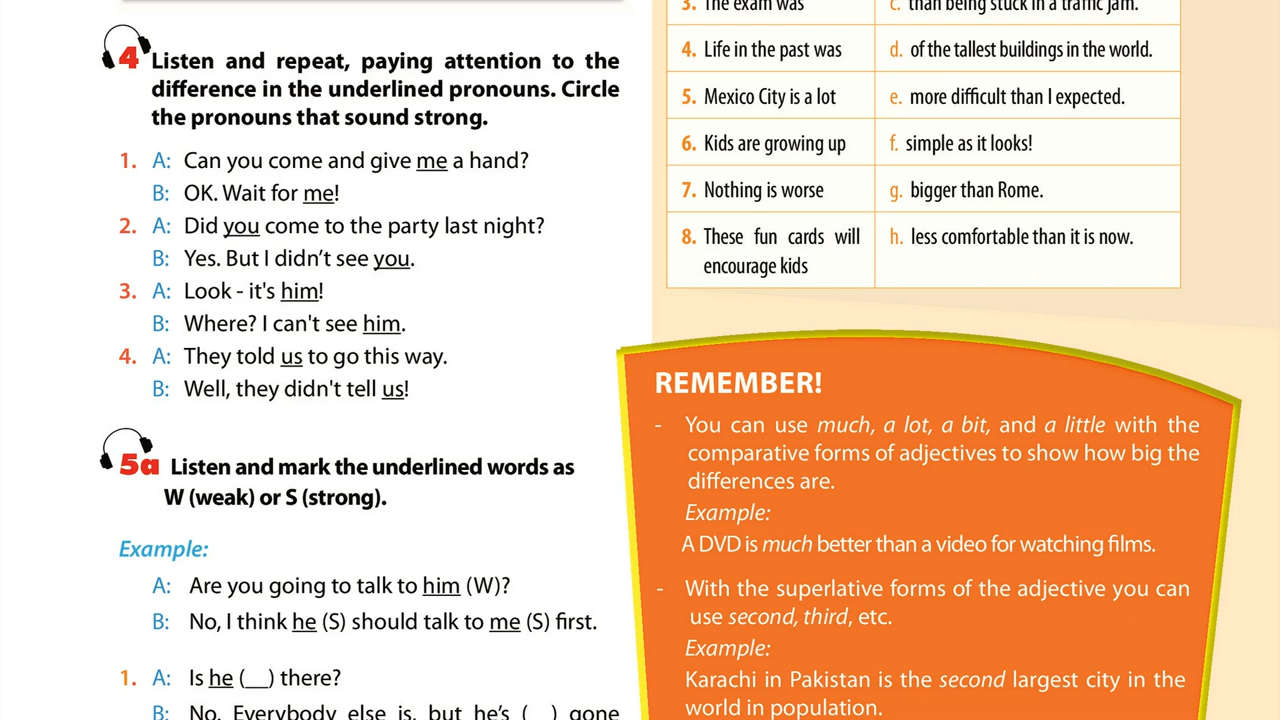 4 Listen and repeat, paying attention to the
difference in the underlined pronouns. Circle
the pronouns that sound strong.
1. A: Can you come and give me a hand?
B: OK. Wait for me!
2. A: Did you come to the party last night?
B: Yes. But I didn't see you.
3. A: Look - it's him!
B: Where? I can't see him.
4. A: They told us to go this way.
B: Well, they didn't tell us!
5a Listen and mark the underlined words as
W (weak) or S (strong).
Example:
A: Are you going to talk to him (W)?
B: No, I think he (S) should talk to me (S) first.
1. A: Is he (__) there?
B: No. Everybody else is, but he's (__) gone
3. The exam was
c. than being stuck in a traffic jam.
4. Life in the past was
d. of the tallest buildings in the world.
5. Mexico City is a lot
e. more difficult than I expected.
6. Kids are growing up
f. simple as it looks!
7. Nothing is worse
g. bigger than Rome.
8. These fun cards will
encourage kids
h. less comfortable than it is now.
REMEMBER!
- You can use much, a lot, a bit, and a little with the
comparative forms of adjectives to show how big the
differences are.
Example:
A DVD is much better than a video for watching films.
- With the superlative forms of the adjective you can
use second, third, etc.
Example:
Karachi in Pakistan is the second largest city in the
world in population.